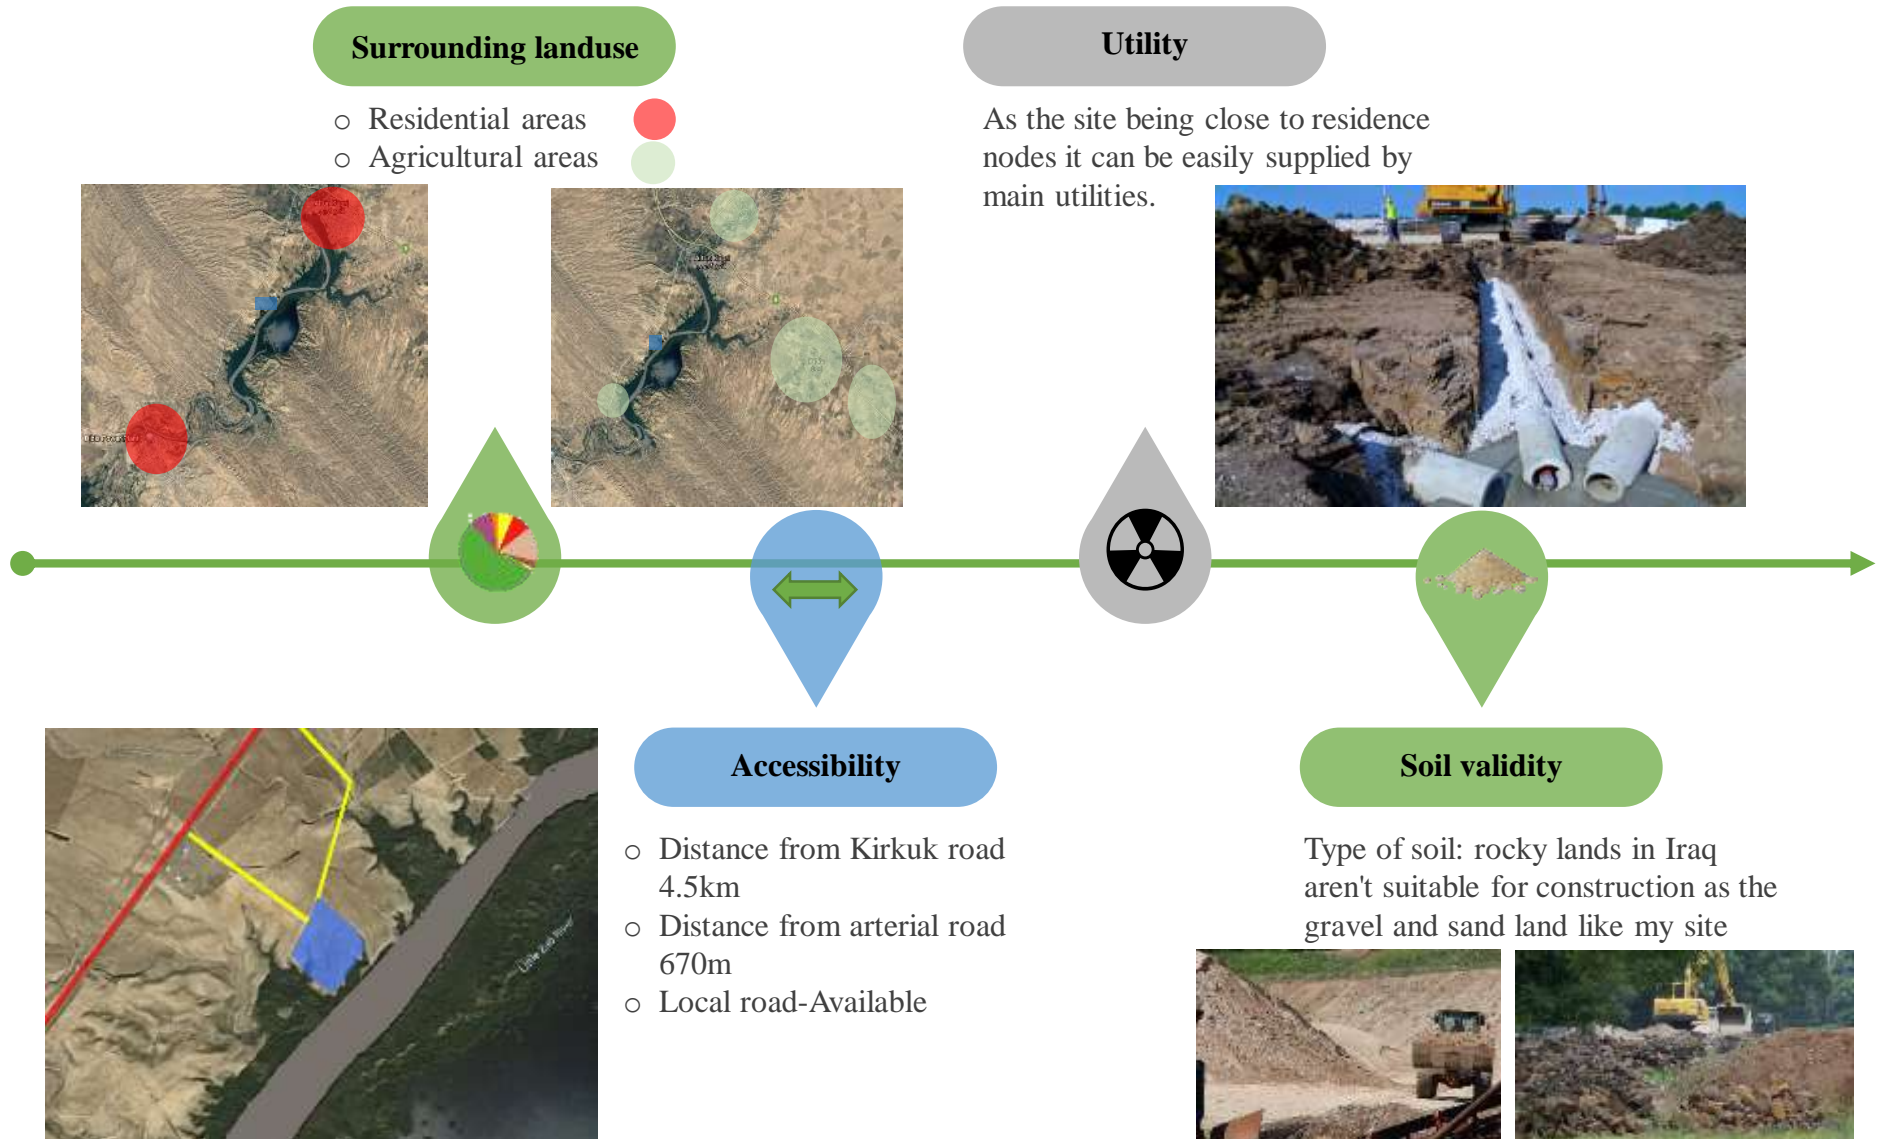 Surrounding landuse
Residential areas
Agricultural areas
Utility
As the site being close to residence
nodes it can be easily supplied by
main utilities.
Accessibility
Distance from Kirkuk road
4.5km
Distance from arterial road
670m
Local road-Available
Little Zab River
Soil validity
Type of soil: rocky lands in Iraq
aren't suitable for construction as the
gravel and sand land like my site